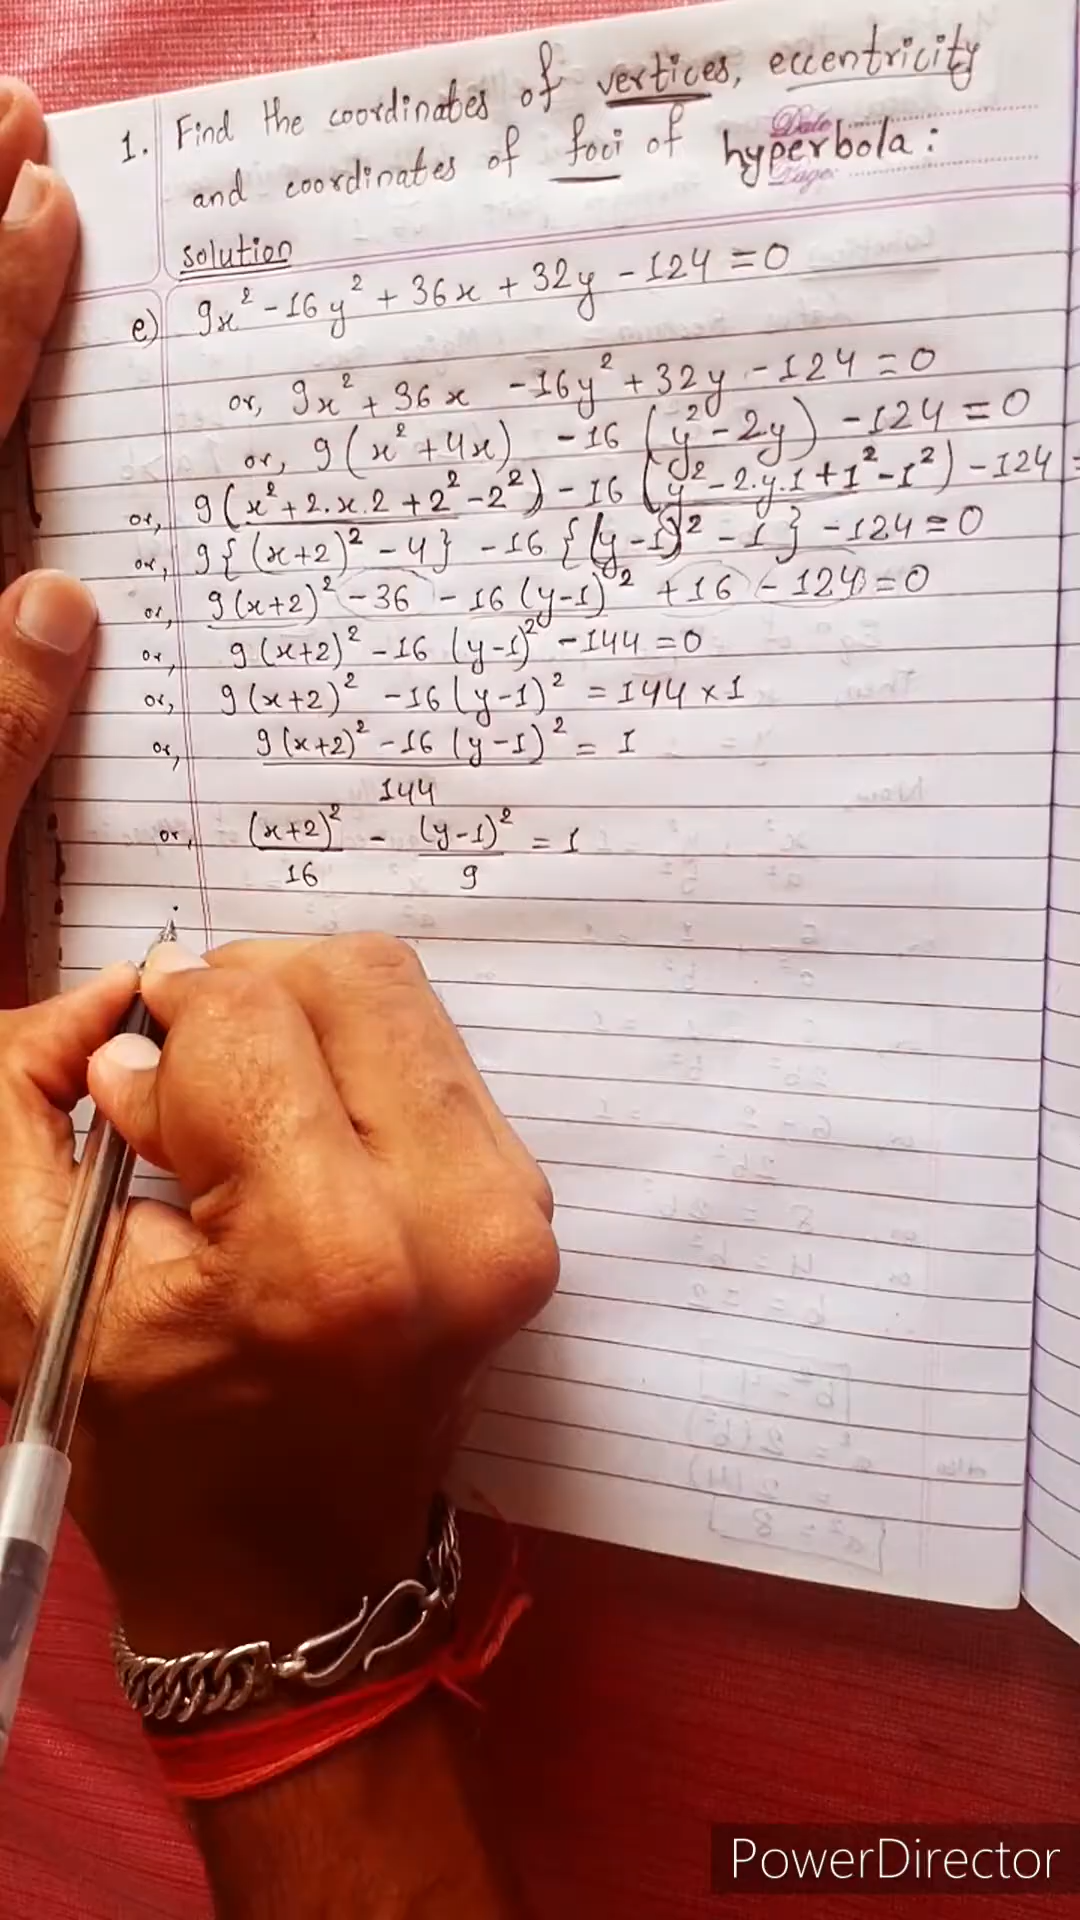 1. Find the coordinates of vertices, eccentricity
Date
and coordinates of foci of hyperbola:
Page
solution
e) 9x² - 16y² + 36x + 32y - 124 = 0
or, 9x² + 36x - 16y² + 32y - 124 = 0
or, 9(x² + 4x) - 16 (y² - 2y) - 124 = 0
or, 9(x² + 2.x.2 + 2² - 2²) - 16 (y² - 2.y.1 + 1² - 1²) - 124 =
or, 9{(x+2)² - 4} - 16 {(y-1)² - 1} - 124 = 0
or, 9(x+2)² - 36 - 16 (y-1)² + 16 - 124 = 0
or, 9(x+2)² - 16 (y-1)² - 144 = 0
or, 9(x+2)² - 16(y-1)² = 144 × 1
or, 9(x+2)² - 16 (y-1)² = 1
144
or, (x+2)² - (y-1)² = 1
16 9
PowerDirector